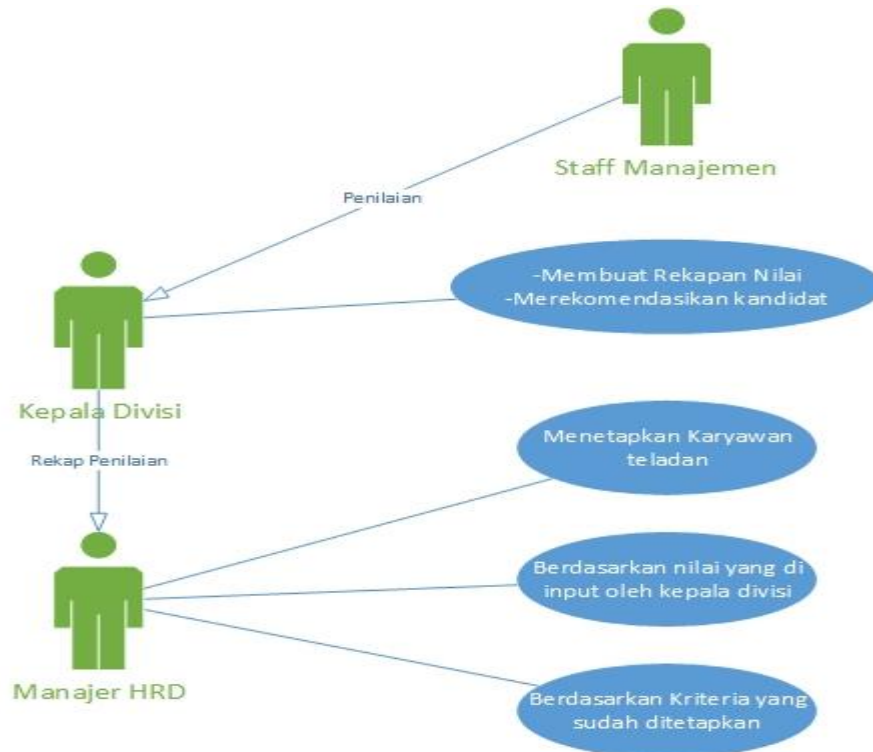 Staff Manajemen
Penilaian
-Membuat Rekapan Nilai
-Merekomendasikan kandidat
Kepala Divisi
Rekap Penilaian
Menetapkan Karyawan
teladan
Berdasarkan nilai yang di
input oleh kepala divisi
Manajer HRD
Berdasarkan Kriteria yang
sudah ditetapkan